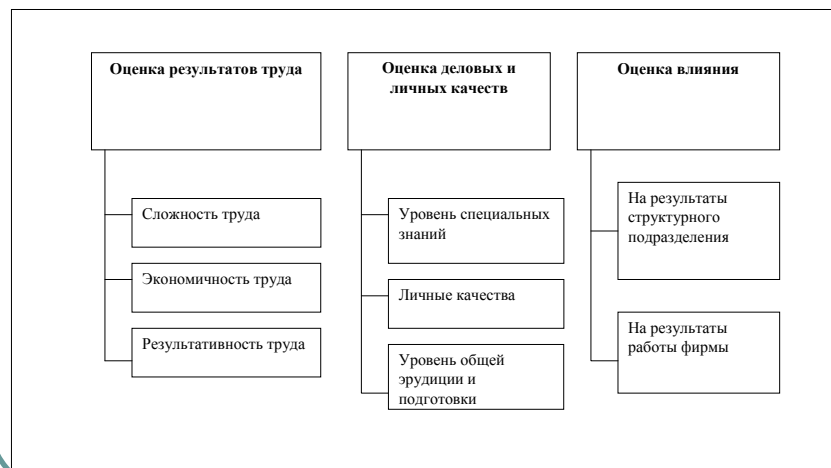 Оценка результатов труда
Сложность труда
Экономичность труда
Результативность труда
Оценка деловых и
личных качеств
Уровень специальных
знаний
Личные качества
Уровень общей
эрудиции и
подготовки
Оценка влияния
На результаты
структурного
подразделения
На результаты
работы фирмы